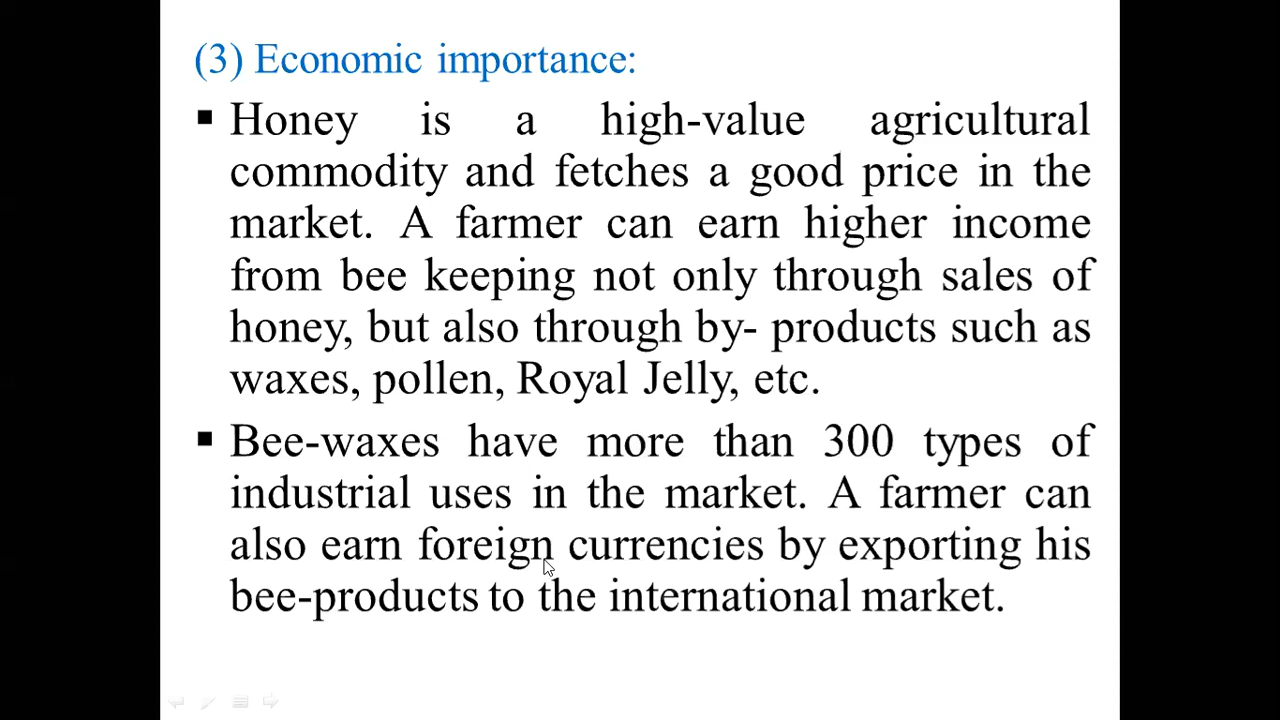 (3) Economic importance:
▪ Honey is a high-value agricultural
commodity and fetches a good price in the
market. A farmer can earn higher income
from bee keeping not only through sales of
honey, but also through by- products such as
waxes, pollen, Royal Jelly, etc.
▪ Bee-waxes have more than 300 types of
industrial uses in the market. A farmer can
also earn foreign currencies by exporting his
bee-products to the international market.